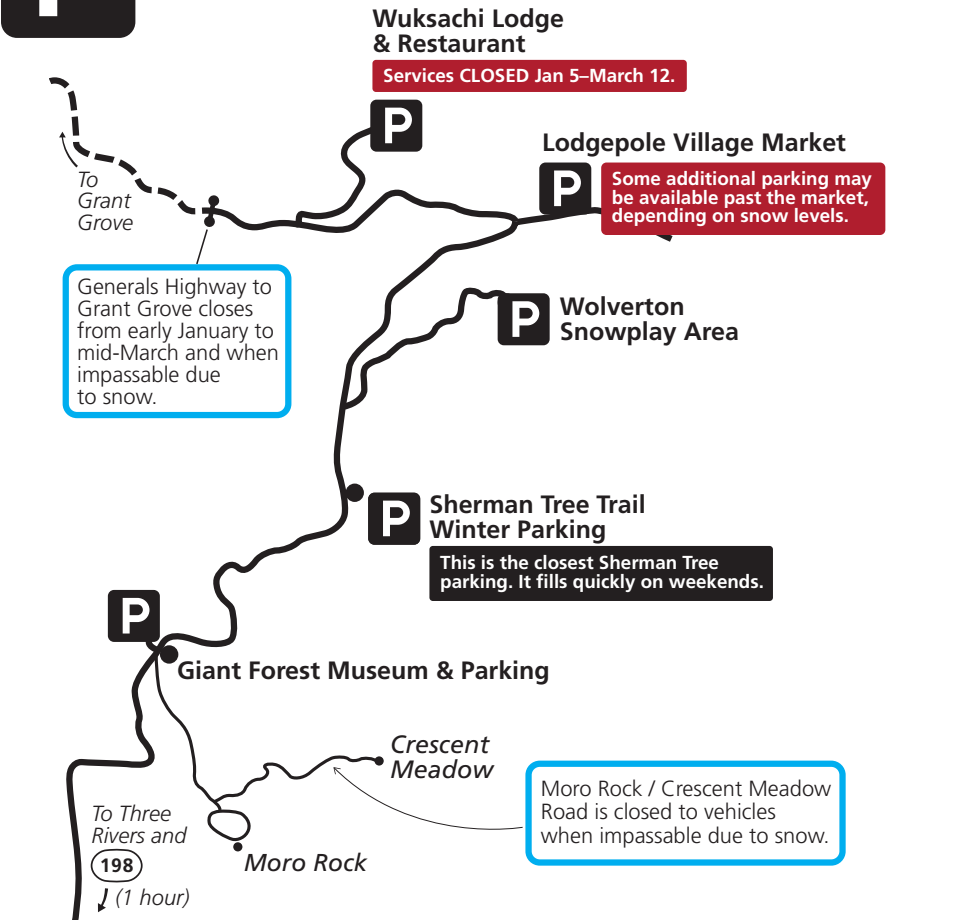 Wuksachi Lodge
& Restaurant
Services CLOSED Jan 5–March 12.
P
Lodgepole Village Market
P
Some additional parking may
be available past the market,
depending on snow levels.
To
Grant
Grove
Generals Highway to
Grant Grove closes
from early January to
mid-March and when
impassable due
to snow.
P
Wolverton
Snowplay Area
P
Sherman Tree Trail
Winter Parking
This is the closest Sherman Tree
parking. It fills quickly on weekends.
P
Giant Forest Museum & Parking
Crescent
Meadow
Moro Rock / Crescent Meadow
Road is closed to vehicles
when impassable due to snow.
To Three
Rivers and
198
(1 hour)
Moro Rock